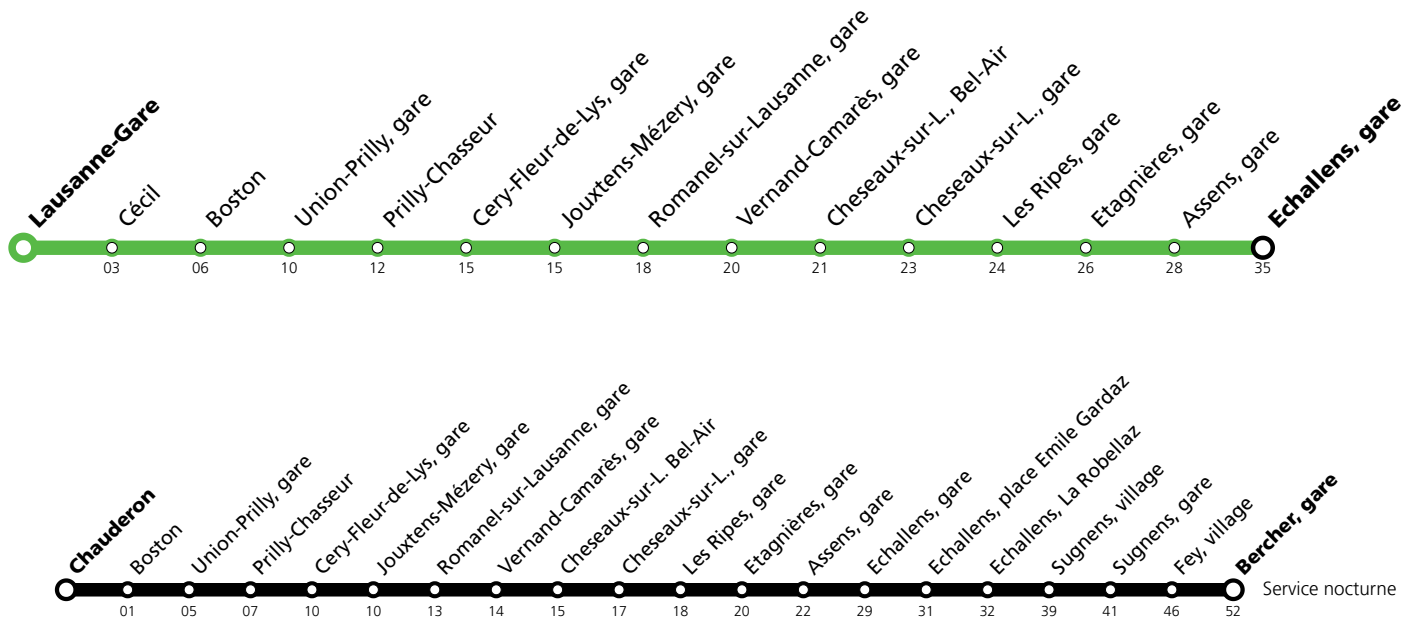 Lausanne-Gare
Cécil
Boston
Union-Prilly, gare
Prilly-Chasseur
Cery-Fleur-de-Lys, gare
Jouxtens-Mézery, gare
Romanel-sur-Lausanne, gare
Vernand-Camarès, gare
Cheseaux-sur-L., Bel-Air
Cheseaux-sur-L., gare
Les Ripes, gare
Etagnières, gare
Assens, gare
Echallens, gare
03 06 10 12 15 15 18 20 21 23 24 26 28 35
Chauderon
Boston
Union-Prilly, gare
Prilly-Chasseur
Cery-Fleur-de-Lys, gare
Jouxtens-Mézery, gare
Romanel-sur-Lausanne, gare
Vernand-Camarès, gare
Cheseaux-sur-L. Bel-Air
Cheseaux-sur-L., gare
Les Ripes, gare
Etagnières, gare
Assens, gare
Echallens, gare
Echallens, place Emile Gardaz
Echallens, La Robellaz
Sugnens, village
Sugnens, gare
Fey, village
Bercher, gare
Service nocturne
01 05 07 10 10 13 14 15 17 18 20 22 29 31 32 39 41 46 52